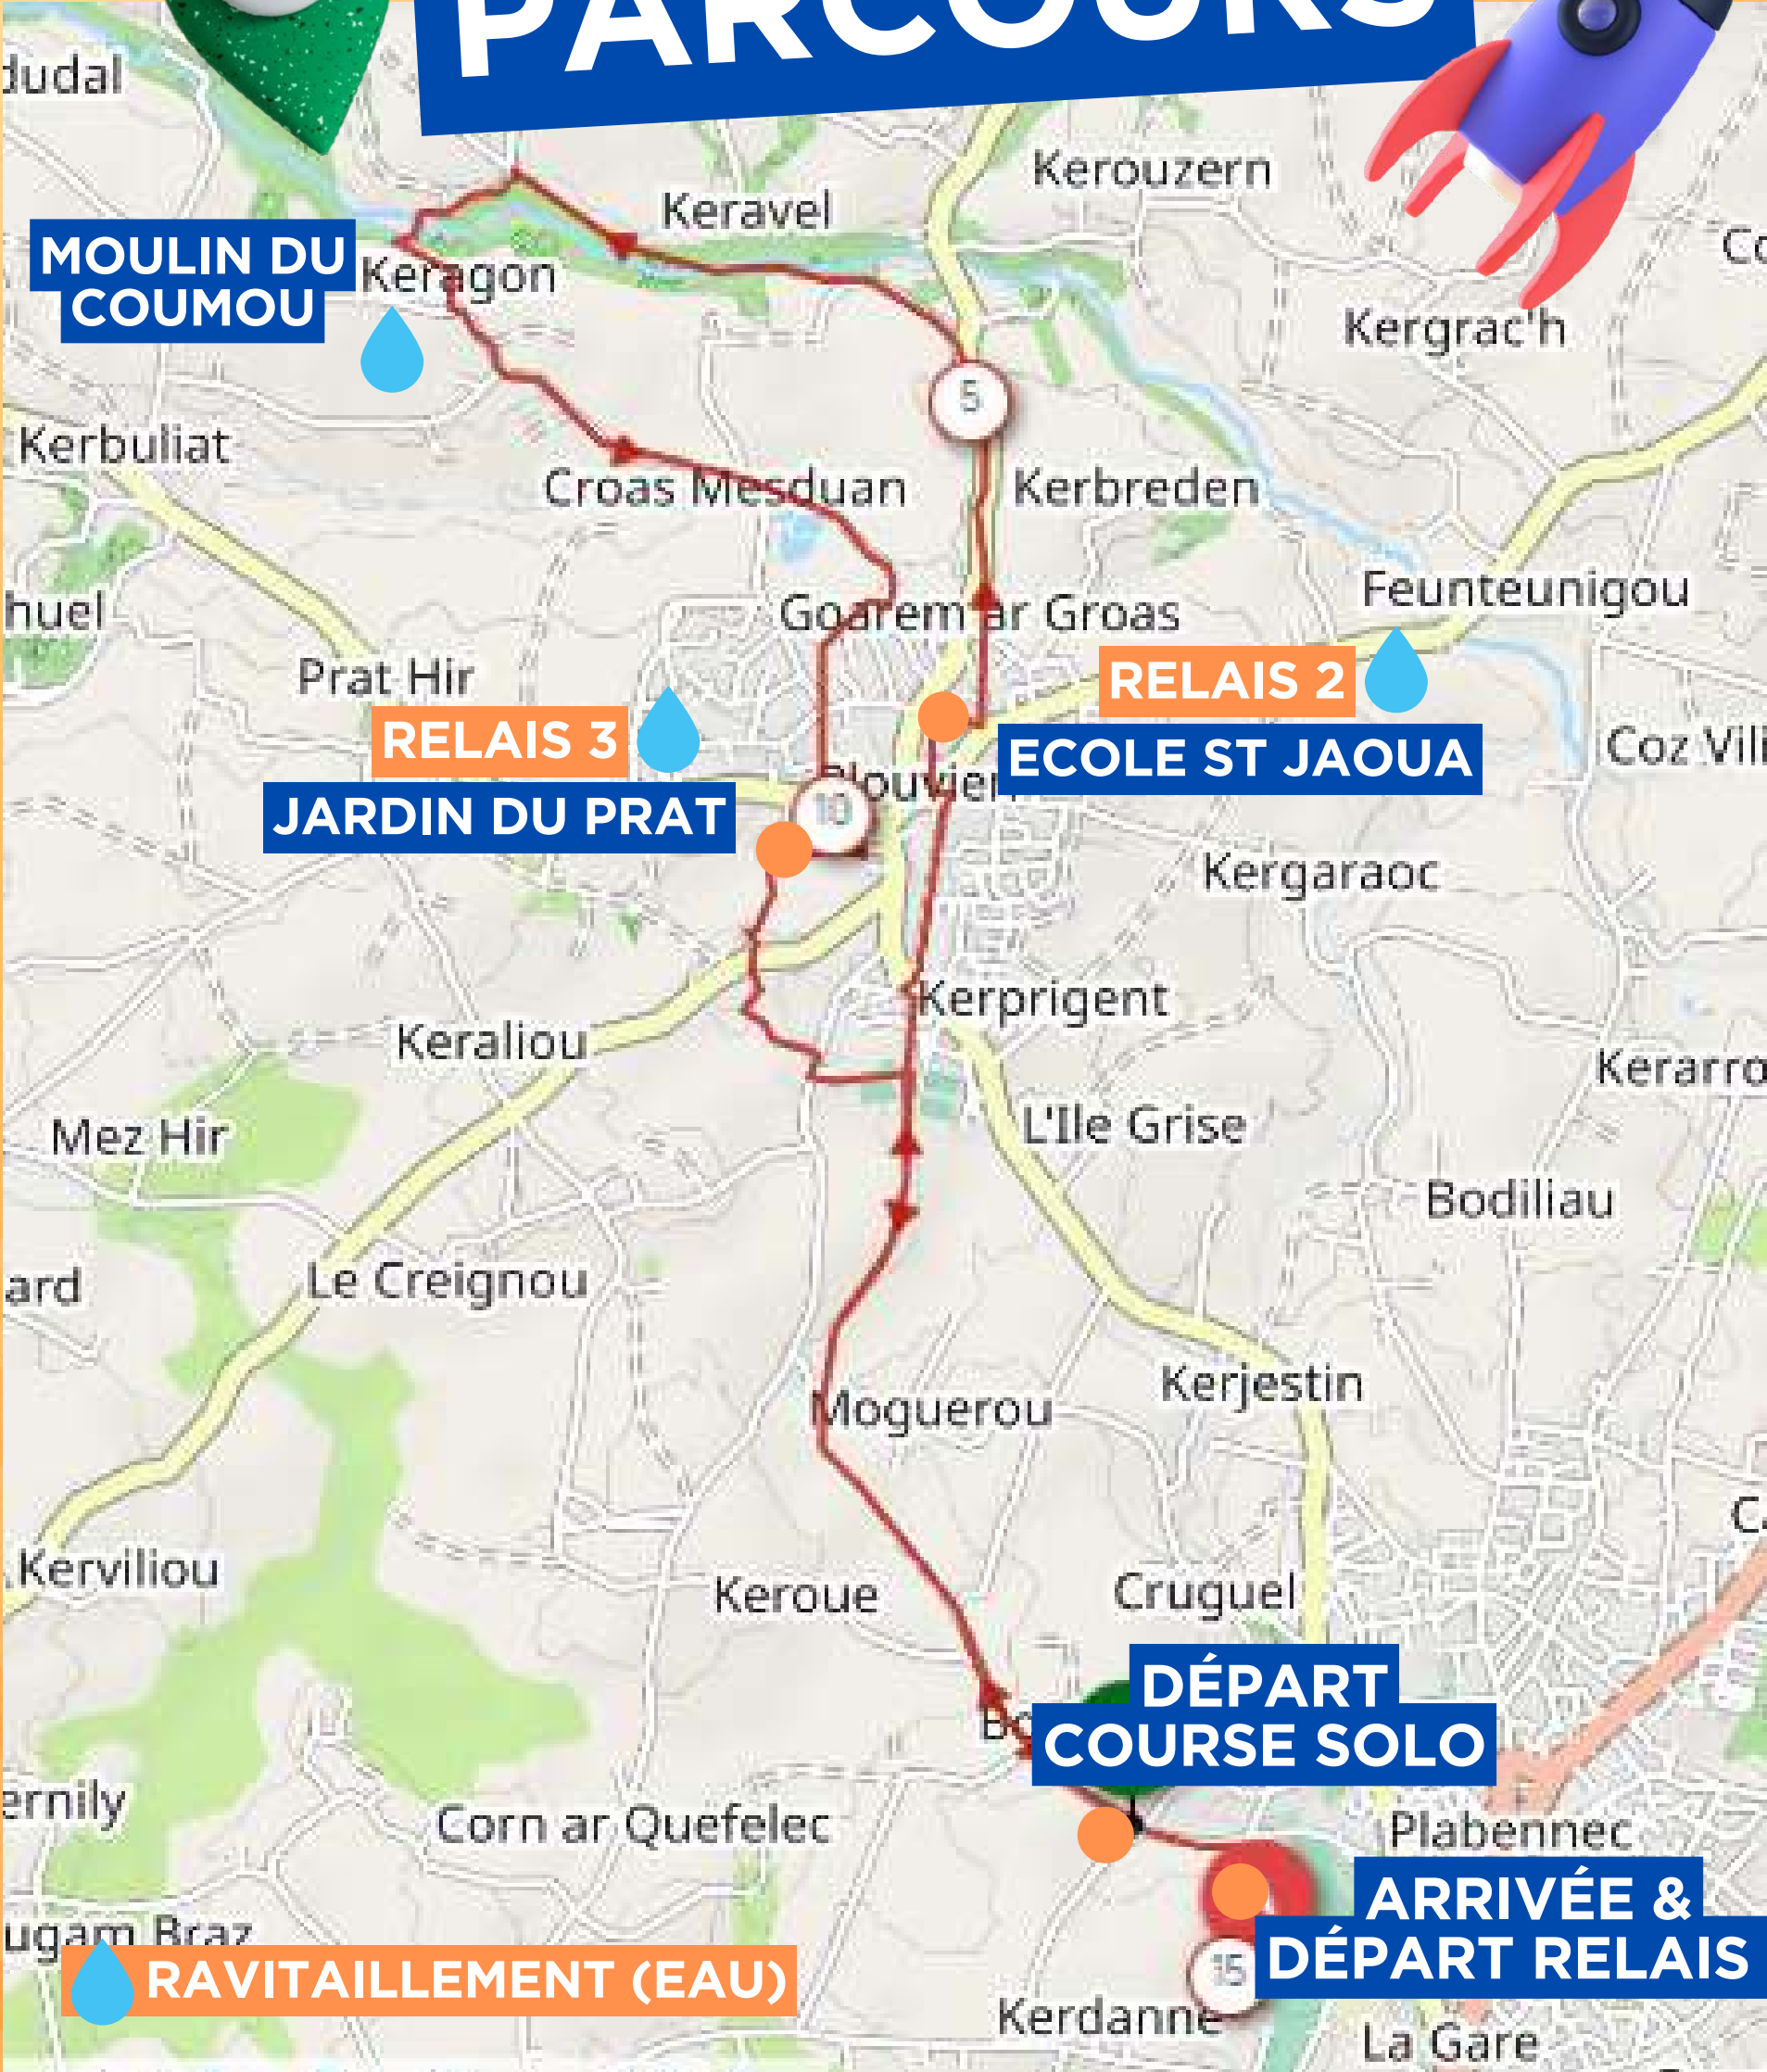 PARCOURS
dudal
Kerouzern
Keravel
MOULIN DU
COUMOU
Keragon
Kergrac'h
5
Kerbuliat
Croas Mesduan
Kerbreden
Feunteunigou
huel
Goarem ar Groas
Prat Hir
RELAIS 2
RELAIS 3
ECOLE ST JAOUA
Coz Vili
JARDIN DU PRAT
10
Kergaraoc
Kerprigent
Keraliou
Kerarro
Mez Hir
L'Ile Grise
Bodiliau
ard
Le Creignou
Kerjestin
Moguerou
Kerviliou
Keroue
Cruguel
DÉPART
COURSE SOLO
ernily
Corn ar Quefelec
Plabennec
ARRIVÉE &
DÉPART RELAIS
ugam Braz
RAVITAILLEMENT (EAU)
15
Kerdanne
La Gare